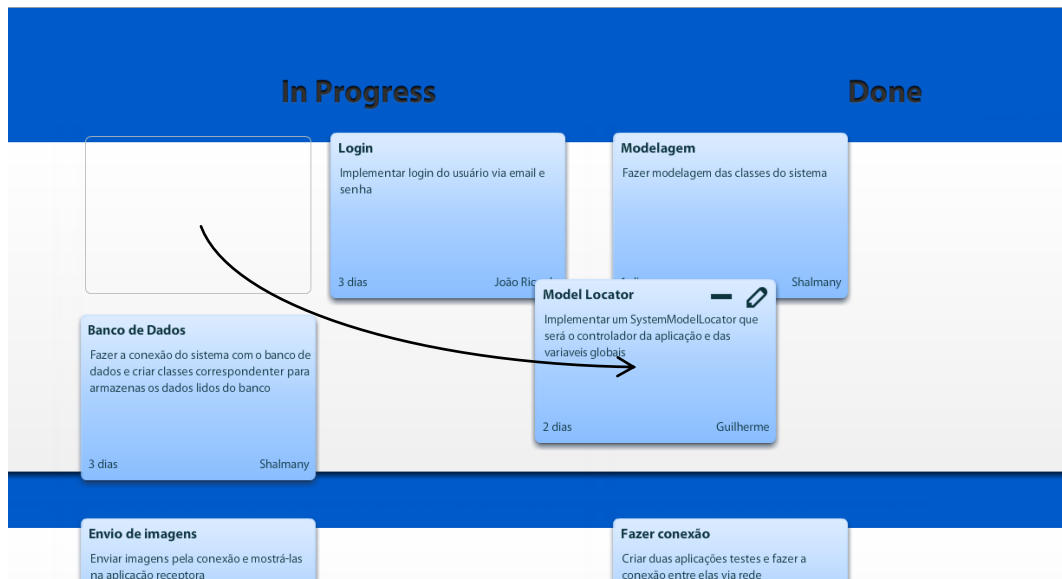 In Progress
Done
Login
Implementar login do usuário via email e
senha
3 dias
João
Modelagem
Fazer modelagem das classes do sistema
Shalmany
Model Locator
Implementar um SystemModelLocator que
será o controlador da aplicação e das
variaveis globais
2 dias
Guilherme
Banco de Dados
Fazer a conexão do sistema com o banco de
dados e criar classes correspondenter para
armazenas os dados lidos do banco
3 dias
Shalmany
Envio de imagens
Enviar imagens pela conexão e mostrá-las
na aplicação receptora
Fazer conexão
Criar duas aplicações testes e fazer a
conexão entre elas via rede